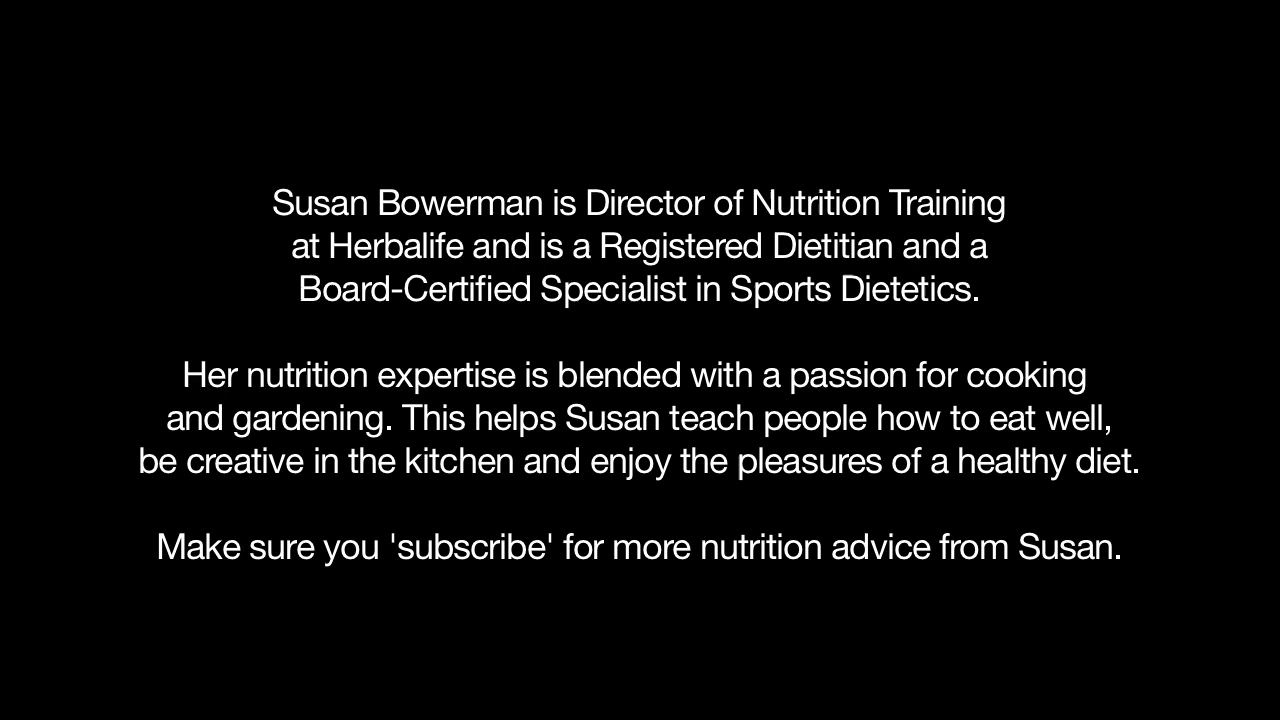 Susan Bowerman is Director of Nutrition Training
at Herbalife and is a Registered Dietitian and a
Board-Certified Specialist in Sports Dietetics.
Her nutrition expertise is blended with a passion for cooking
and gardening. This helps Susan teach people how to eat well,
be creative in the kitchen and enjoy the pleasures of a healthy diet.
Make sure you 'subscribe' for more nutrition advice from Susan.